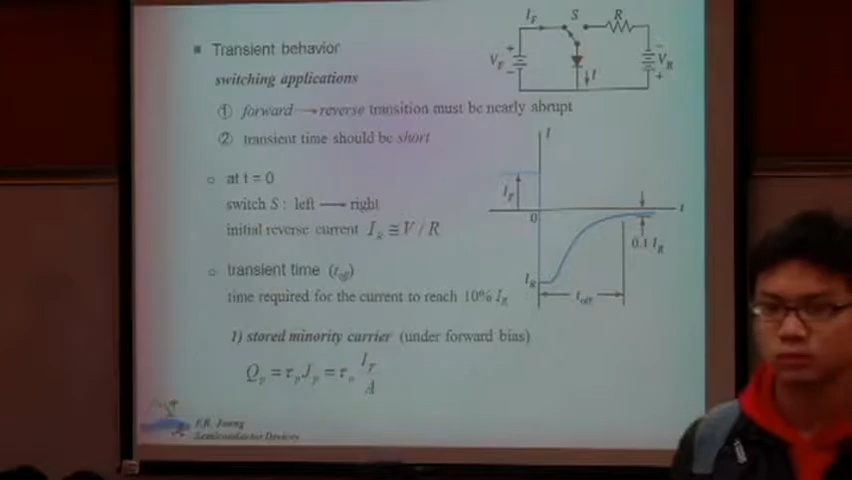 Transient behavior
switching applications
① forward → reverse transition must be nearly abrupt
② transient time should be short
at t = 0
switch S : left → right
initial reverse current I_R ≅ V / R
transient time (t_off)
time required for the current to reach 10% I_R
1) stored minority carrier (under forward bias)
Q_p = τ_p J_p = τ_p I_F / A
Semiconductor Devices
I_F S R
+ − V_F I − V_R +
I
I_F
0 t
0.1 I_R
I_R
t_off